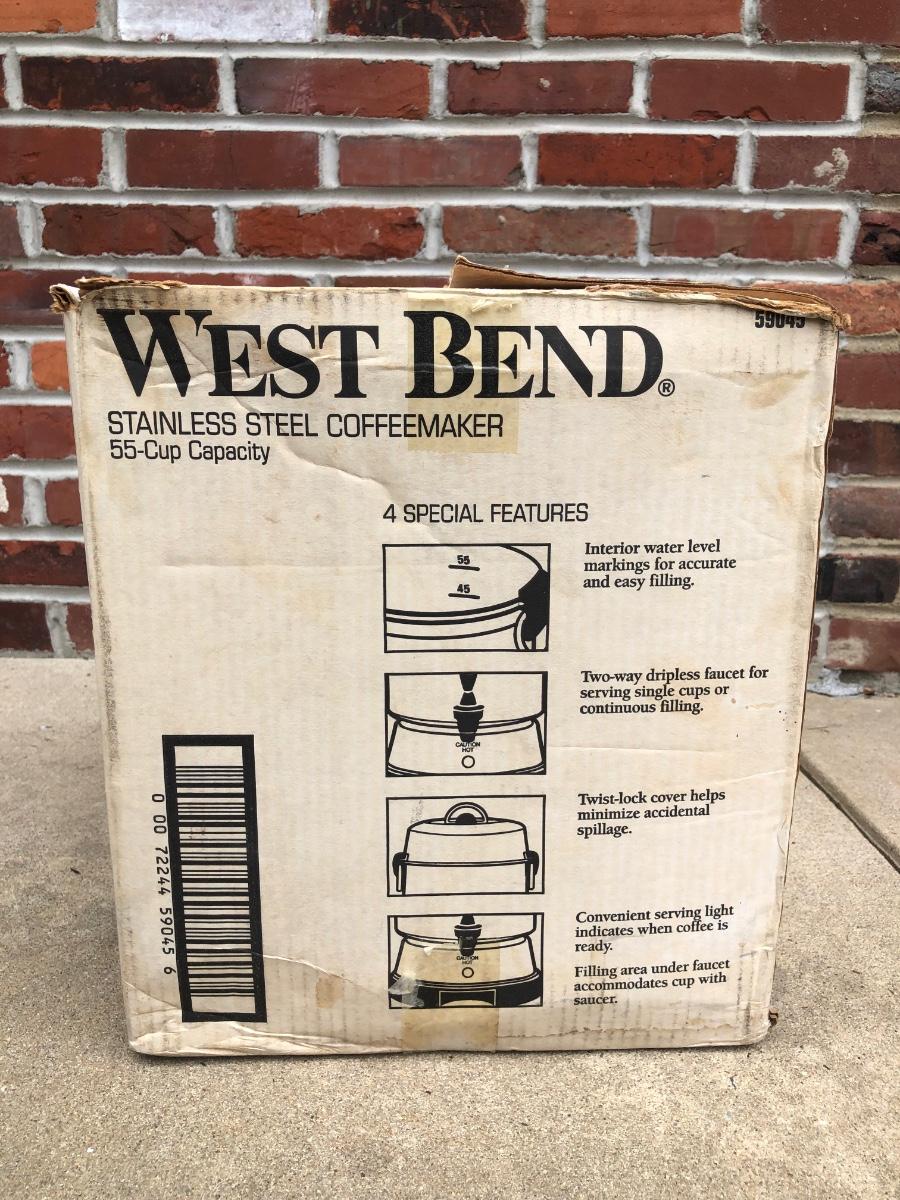 WEST BEND®
59045
STAINLESS STEEL COFFEEMAKER
55-Cup Capacity
4 SPECIAL FEATURES
55
45
Interior water level
markings for accurate
and easy filling.
CAUTION
HOT
Two-way dripless faucet for
serving single cups or
continuous filling.
Twist-lock cover helps
minimize accidental
spillage.
CAUTION
HOT
Convenient serving light
indicates when coffee is
ready.
Filling area under faucet
accommodates cup with
saucer.
0 00 72244 59045 6